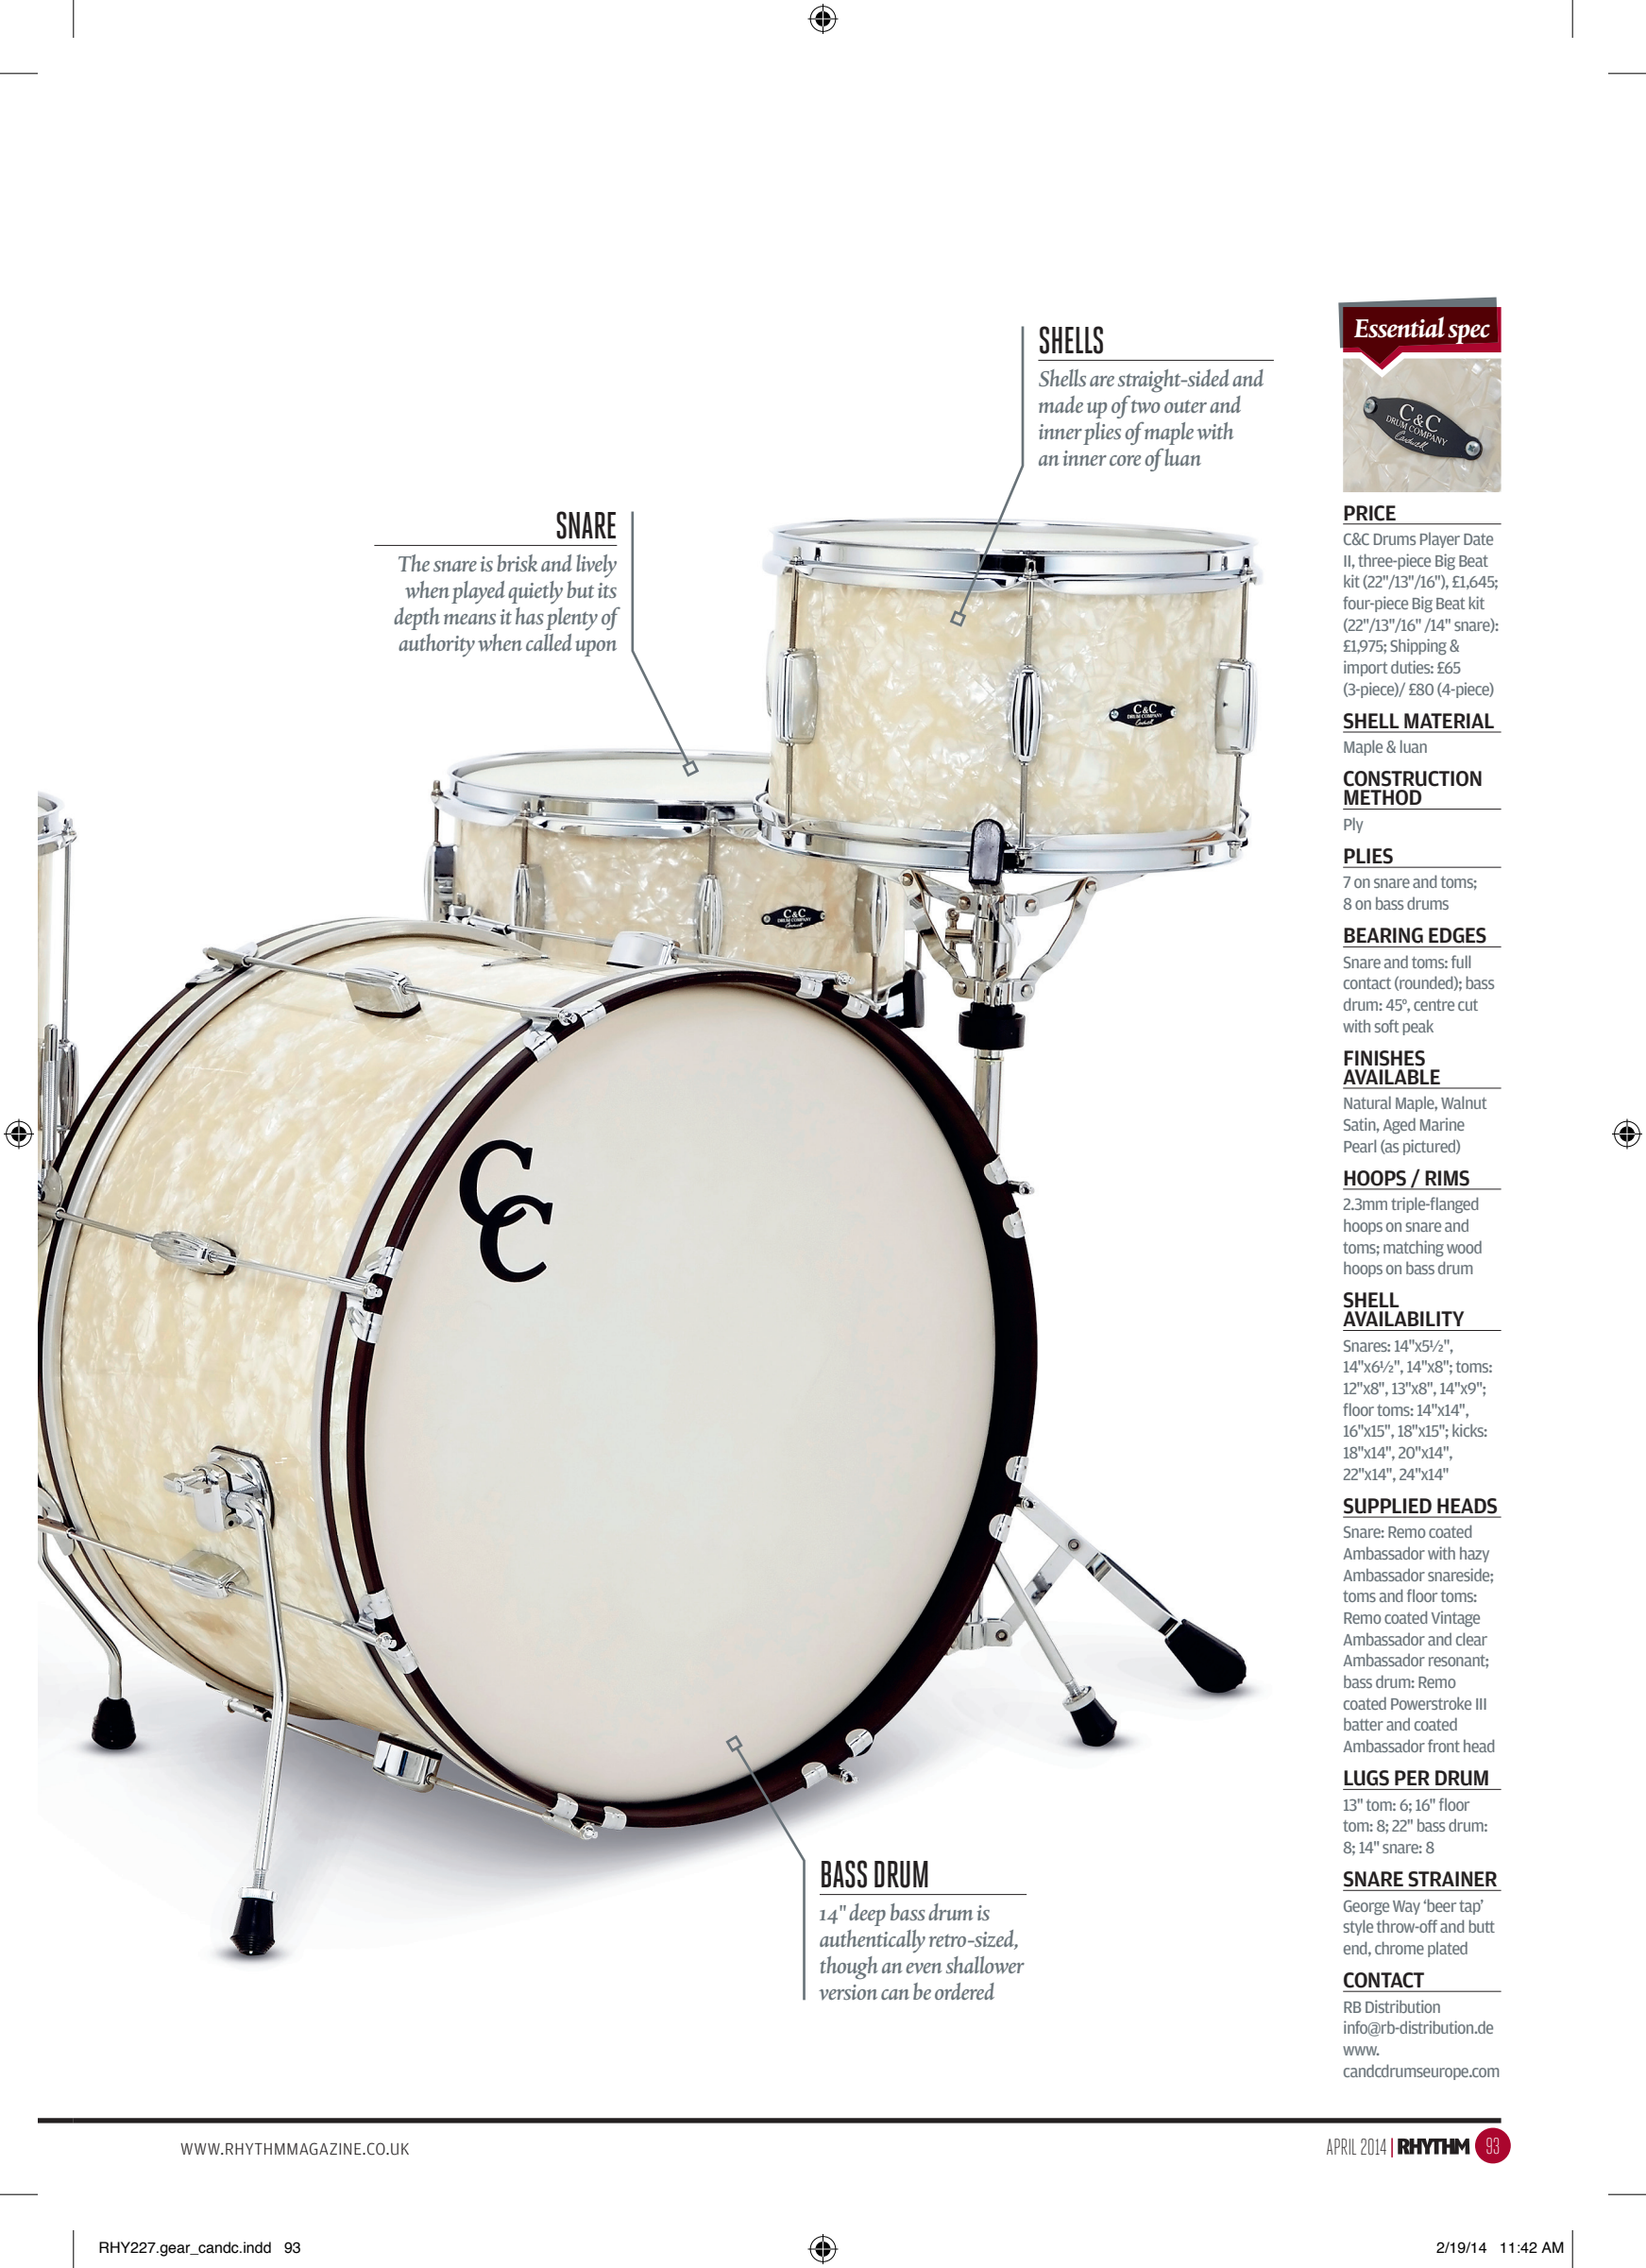 SHELLS
Shells are straight-sided and
made up of two outer and
inner plies of maple with
an inner core of luan
SNARE
The snare is brisk and lively
when played quietly but its
depth means it has plenty of
authority when called upon
C&C
DRUM COMPANY
Cardwell
C&C
DRUM COMPANY
Cardwell
C
C
BASS DRUM
14" deep bass drum is
authentically retro-sized,
though an even shallower
version can be ordered
Essential spec
C&C
DRUM COMPANY
Cardwell
PRICE
C&C Drums Player Date
II, three-piece Big Beat
kit (22"/13"/16"), £1,645;
four-piece Big Beat kit
(22"/13"/16" /14" snare):
£1,975; Shipping &
import duties: £65
(3-piece)/ £80 (4-piece)
SHELL MATERIAL
Maple & luan
CONSTRUCTION
METHOD
Ply
PLIES
7 on snare and toms;
8 on bass drums
BEARING EDGES
Snare and toms: full
contact (rounded); bass
drum: 45º, centre cut
with soft peak
FINISHES
AVAILABLE
Natural Maple, Walnut
Satin, Aged Marine
Pearl (as pictured)
HOOPS / RIMS
2.3mm triple-flanged
hoops on snare and
toms; matching wood
hoops on bass drum
SHELL
AVAILABILITY
Snares: 14"x5½",
14"x6½", 14"x8"; toms:
12"x8", 13"x8", 14"x9";
floor toms: 14"x14",
16"x15", 18"x15"; kicks:
18"x14", 20"x14",
22"x14", 24"x14"
SUPPLIED HEADS
Snare: Remo coated
Ambassador with hazy
Ambassador snareside;
toms and floor toms:
Remo coated Vintage
Ambassador and clear
Ambassador resonant;
bass drum: Remo
coated Powerstroke III
batter and coated
Ambassador front head
LUGS PER DRUM
13" tom: 6; 16" floor
tom: 8; 22" bass drum:
8; 14" snare: 8
SNARE STRAINER
George Way ‘beer tap’
style throw-off and butt
end, chrome plated
CONTACT
RB Distribution
info@rb-distribution.de
www.
candcdrumseurope.com
WWW.RHYTHMMAGAZINE.CO.UK
APRIL 2014 | RHYTHM 93
RHY227.gear_candc.indd 93
2/19/14 11:42 AM